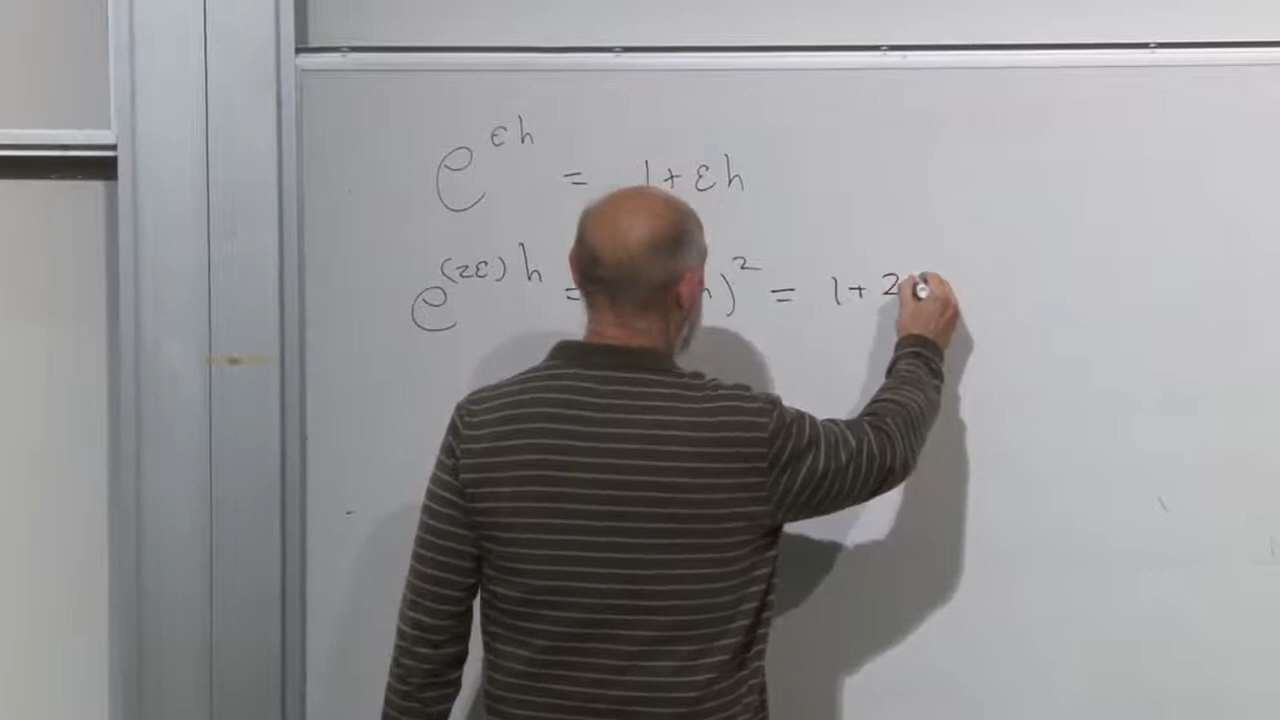 e^{εh} = 1+εh
e^{(2ε)h} = )^2 = 1+2